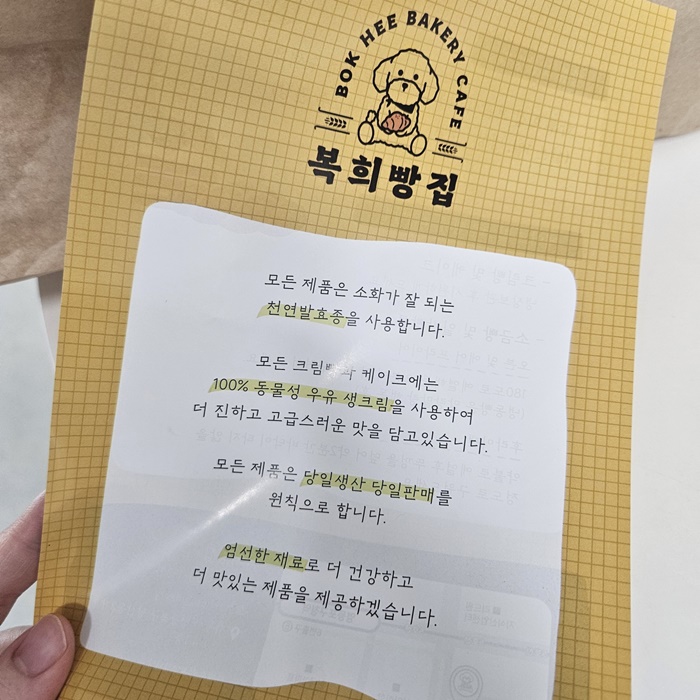 BOK HEE BAKERY CAFE
복희빵집
모든 제품은 소화가 잘 되는
천연발효종을 사용합니다.
모든 크림빵과 케이크에는
100% 동물성 우유 생크림을 사용하여
더 진하고 고급스러운 맛을 담고있습니다.
모든 제품은 당일생산 당일판매를
원칙으로 합니다.
엄선한 재료로 더 건강하고
더 맛있는 제품을 제공하겠습니다.